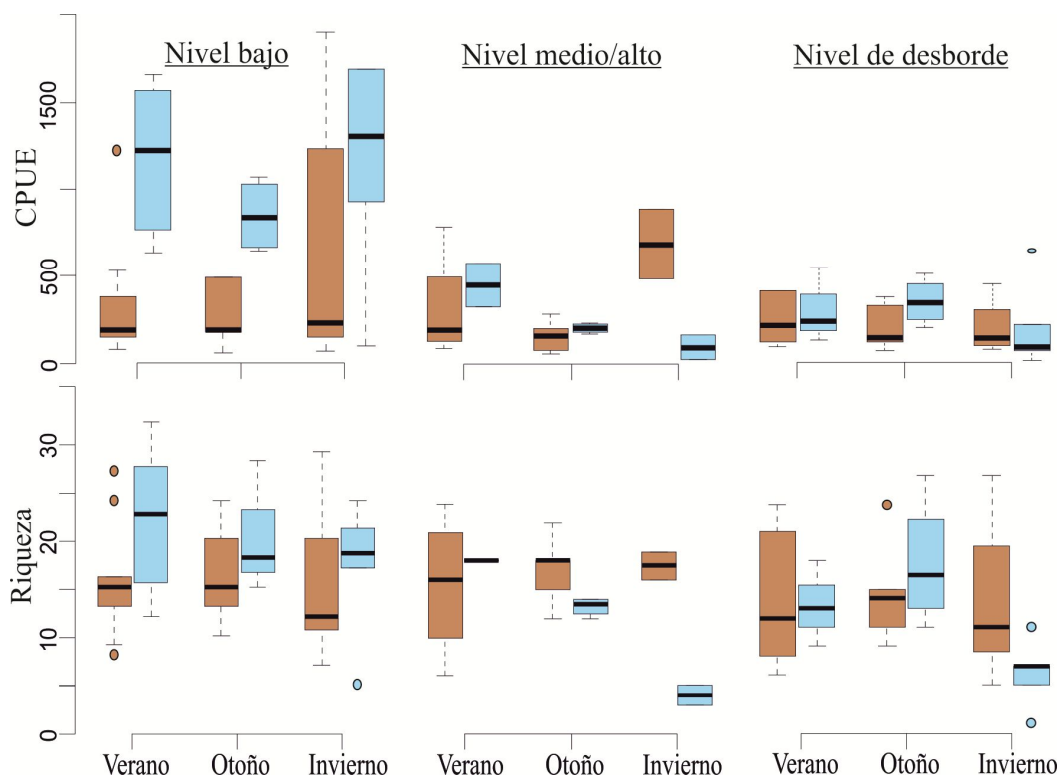 Nivel bajo Nivel medio/alto Nivel de desborde
CPUE
1500
500
0
Riqueza
30
20
10
0
Verano Otoño Invierno Verano Otoño Invierno Verano Otoño Invierno